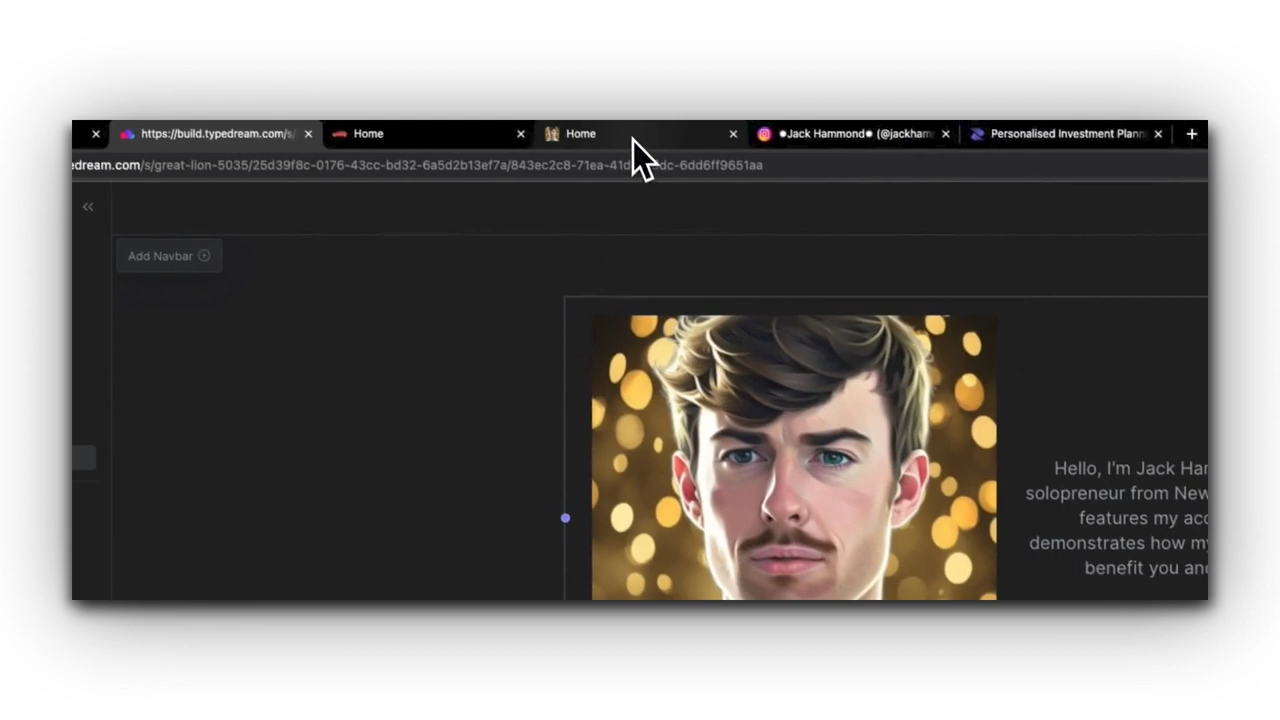 https://build.typedream.com/s/
Home
Home
✹Jack Hammond✹ (@jackham
Personalised Investment Plann
edream.com/s/great-lion-5035/25d39f8c-0176-43cc-bd32-6a5d2b13ef7a/843ec2c8-71ea-41d dc-6dd6ff9651aa
Add Navbar
Hello, I'm Jack Ha
solopreneur from New
features my acc
demonstrates how my
benefit you and